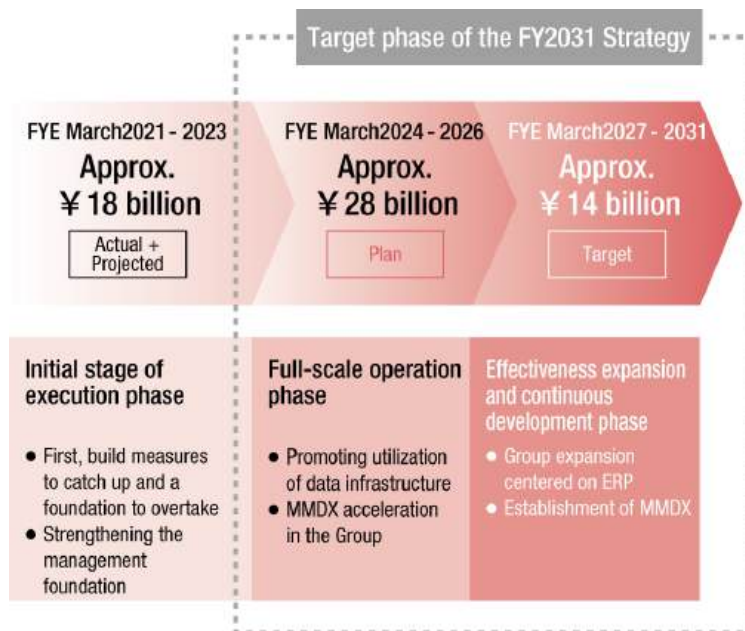 Target phase of the FY2031 Strategy
FYE March2021 - 2023
Approx.
¥ 18 billion
Actual +
Projected
FYE March2024 - 2026
Approx.
¥ 28 billion
Plan
FYE March2027 - 2031
Approx.
¥ 14 billion
Target
Initial stage of
execution phase
● First, build measures
to catch up and a
foundation to overtake
● Strengthening the
management
foundation
Full-scale operation
phase
● Promoting utilization
of data infrastructure
● MMDX acceleration
in the Group
Effectiveness expansion
and continuous
development phase
● Group expansion
centered on ERP
● Establishment of MMDX